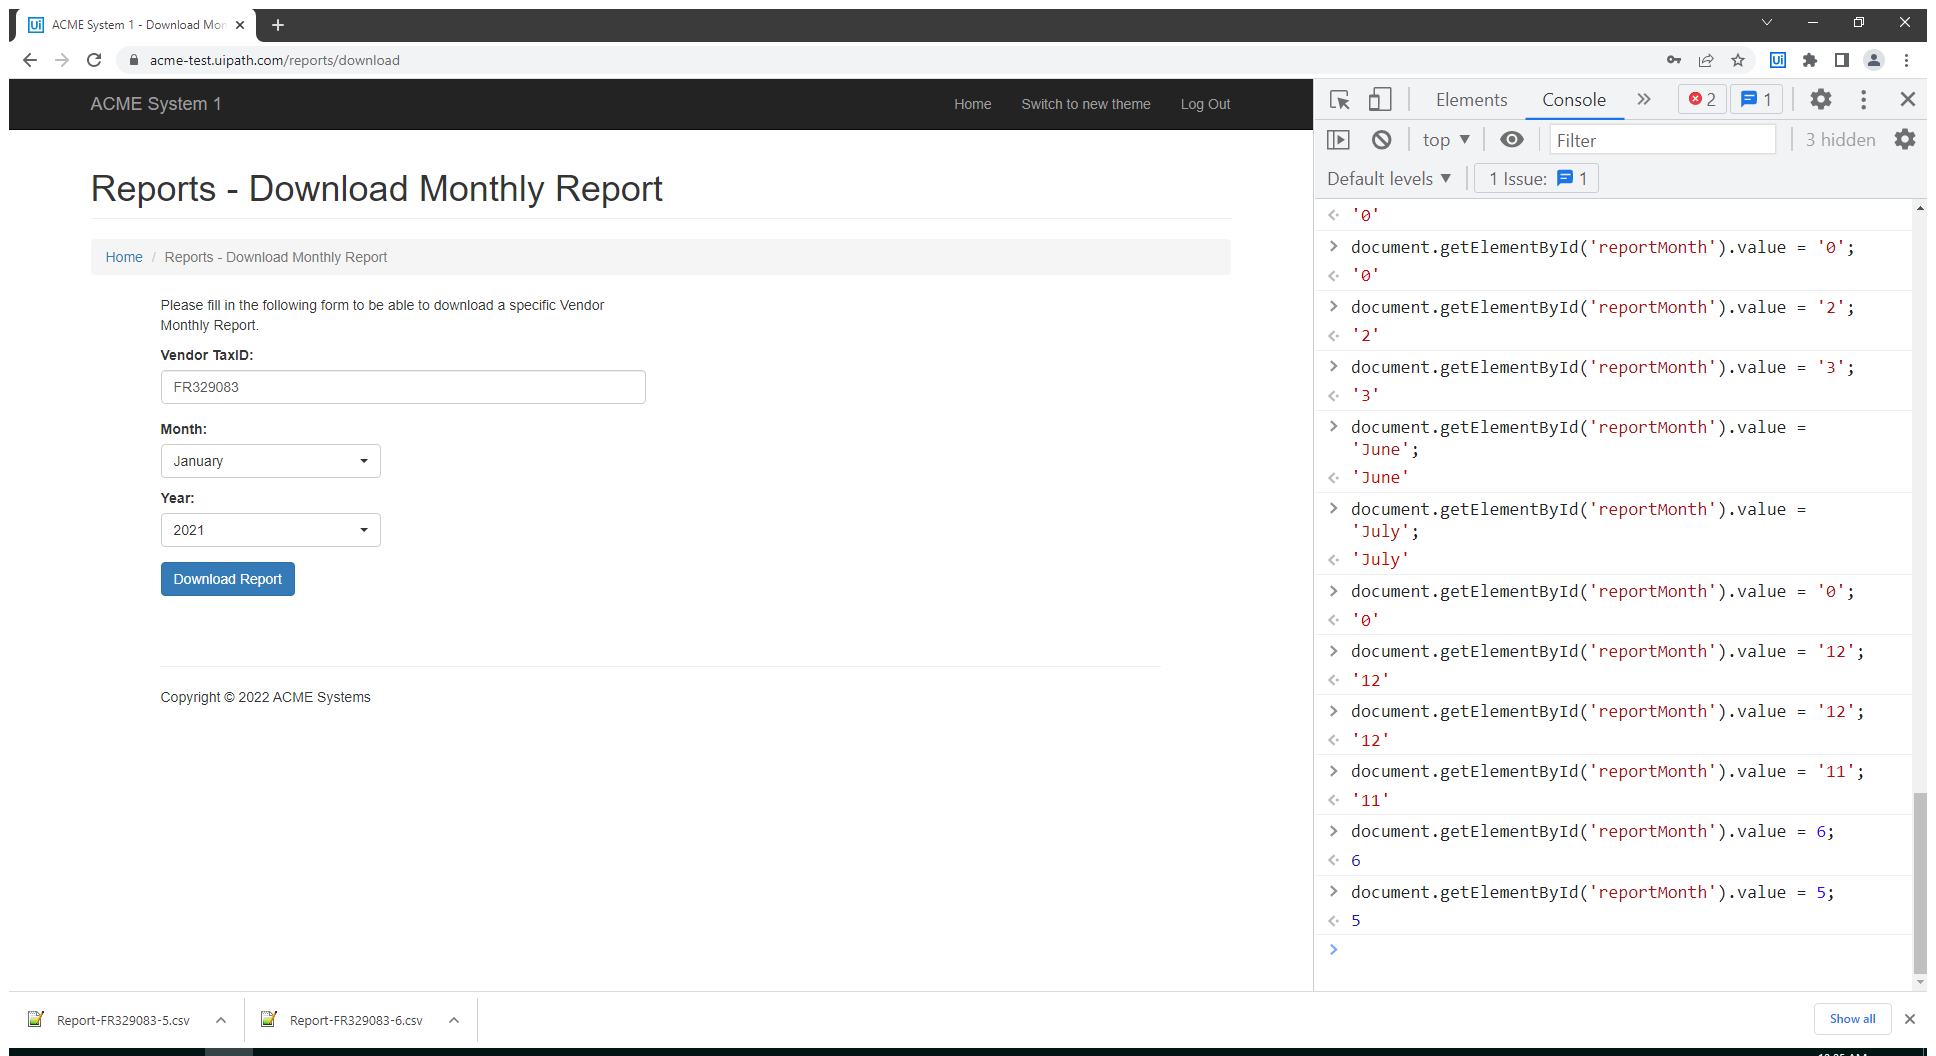 ACME System 1 - Download Mon
acme-test.uipath.com/reports/download
ACME System 1
Home
Switch to new theme
Log Out
Reports - Download Monthly Report
Home / Reports - Download Monthly Report
Please fill in the following form to be able to download a specific Vendor
Monthly Report.
Vendor TaxID:
FR329083
Month:
January
Year:
2021
Download Report
Copyright © 2022 ACME Systems
Elements
Console
2
1
top
Filter
3 hidden
Default levels
1 Issue: 1
'0'
document.getElementById('reportMonth').value = '0';
'0'
document.getElementById('reportMonth').value = '2';
'2'
document.getElementById('reportMonth').value = '3';
'3'
document.getElementById('reportMonth').value =
'June';
'June'
document.getElementById('reportMonth').value =
'July';
'July'
document.getElementById('reportMonth').value = '0';
'0'
document.getElementById('reportMonth').value = '12';
'12'
document.getElementById('reportMonth').value = '12';
'12'
document.getElementById('reportMonth').value = '11';
'11'
document.getElementById('reportMonth').value = 6;
6
document.getElementById('reportMonth').value = 5;
5
Report-FR329083-5.csv
Report-FR329083-6.csv
Show all